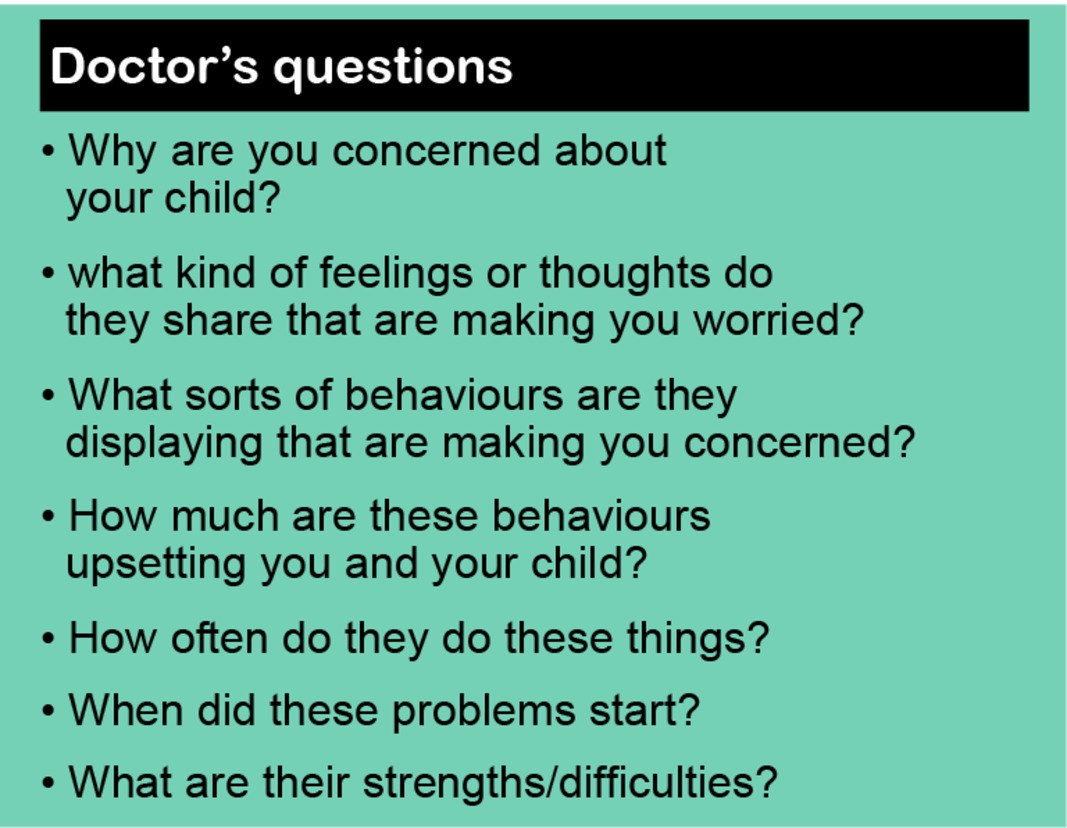 Doctor’s questions
• Why are you concerned about
your child?
• what kind of feelings or thoughts do
they share that are making you worried?
• What sorts of behaviours are they
displaying that are making you concerned?
• How much are these behaviours
upsetting you and your child?
• How often do they do these things?
• When did these problems start?
• What are their strengths/difficulties?